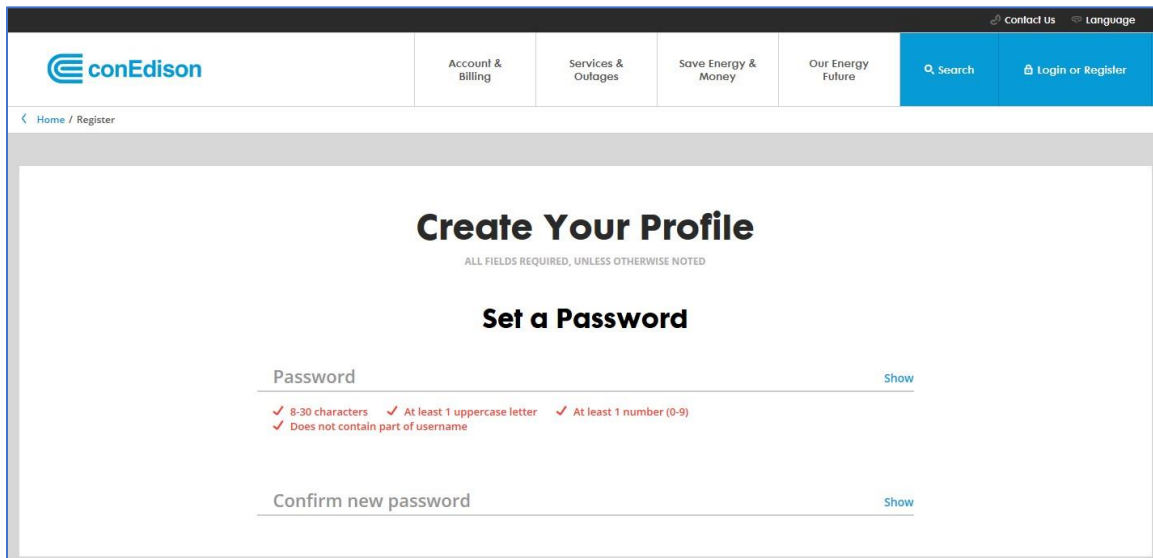 Contact Us Language
conEdison
Account & Billing
Services & Outages
Save Energy & Money
Our Energy Future
Search
Login or Register
Home / Register
Create Your Profile
ALL FIELDS REQUIRED, UNLESS OTHERWISE NOTED
Set a Password
Password Show
8-30 characters At least 1 uppercase letter At least 1 number (0-9)
Does not contain part of username
Confirm new password Show